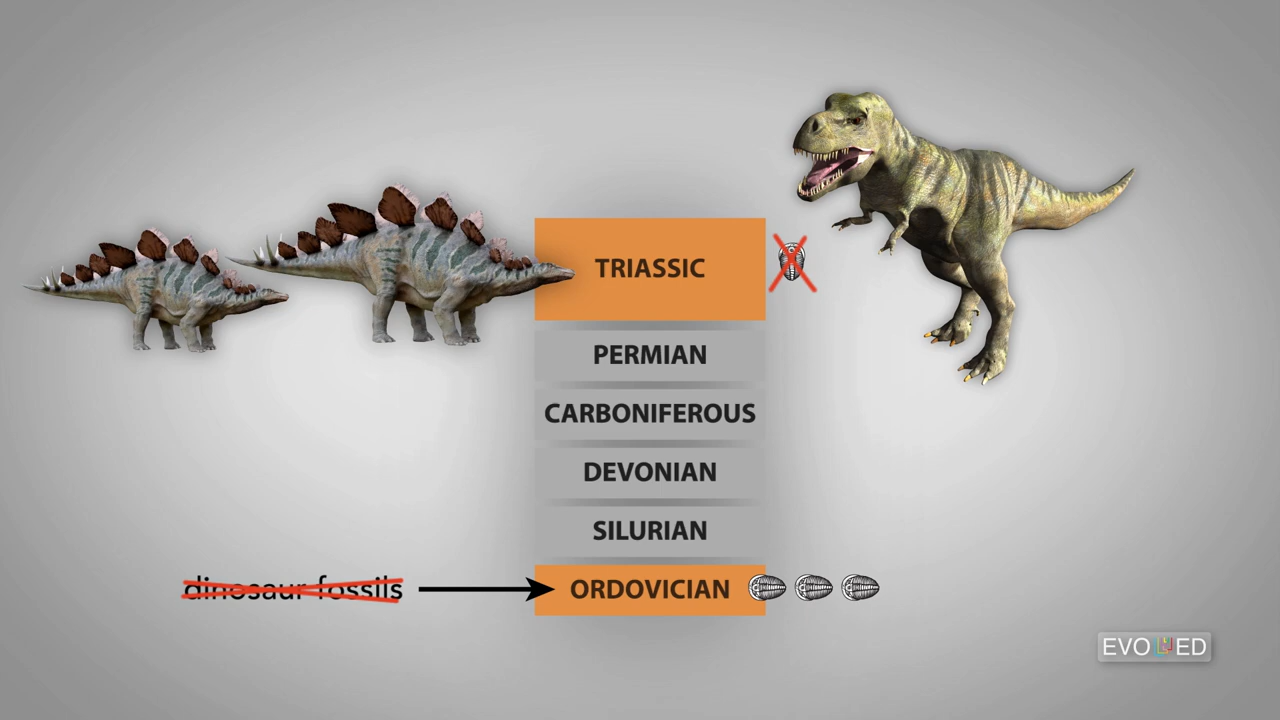 TRIASSIC
PERMIAN
CARBONIFEROUS
DEVONIAN
SILURIAN
dinosaur fossils
ORDOVICIAN
EVO ED